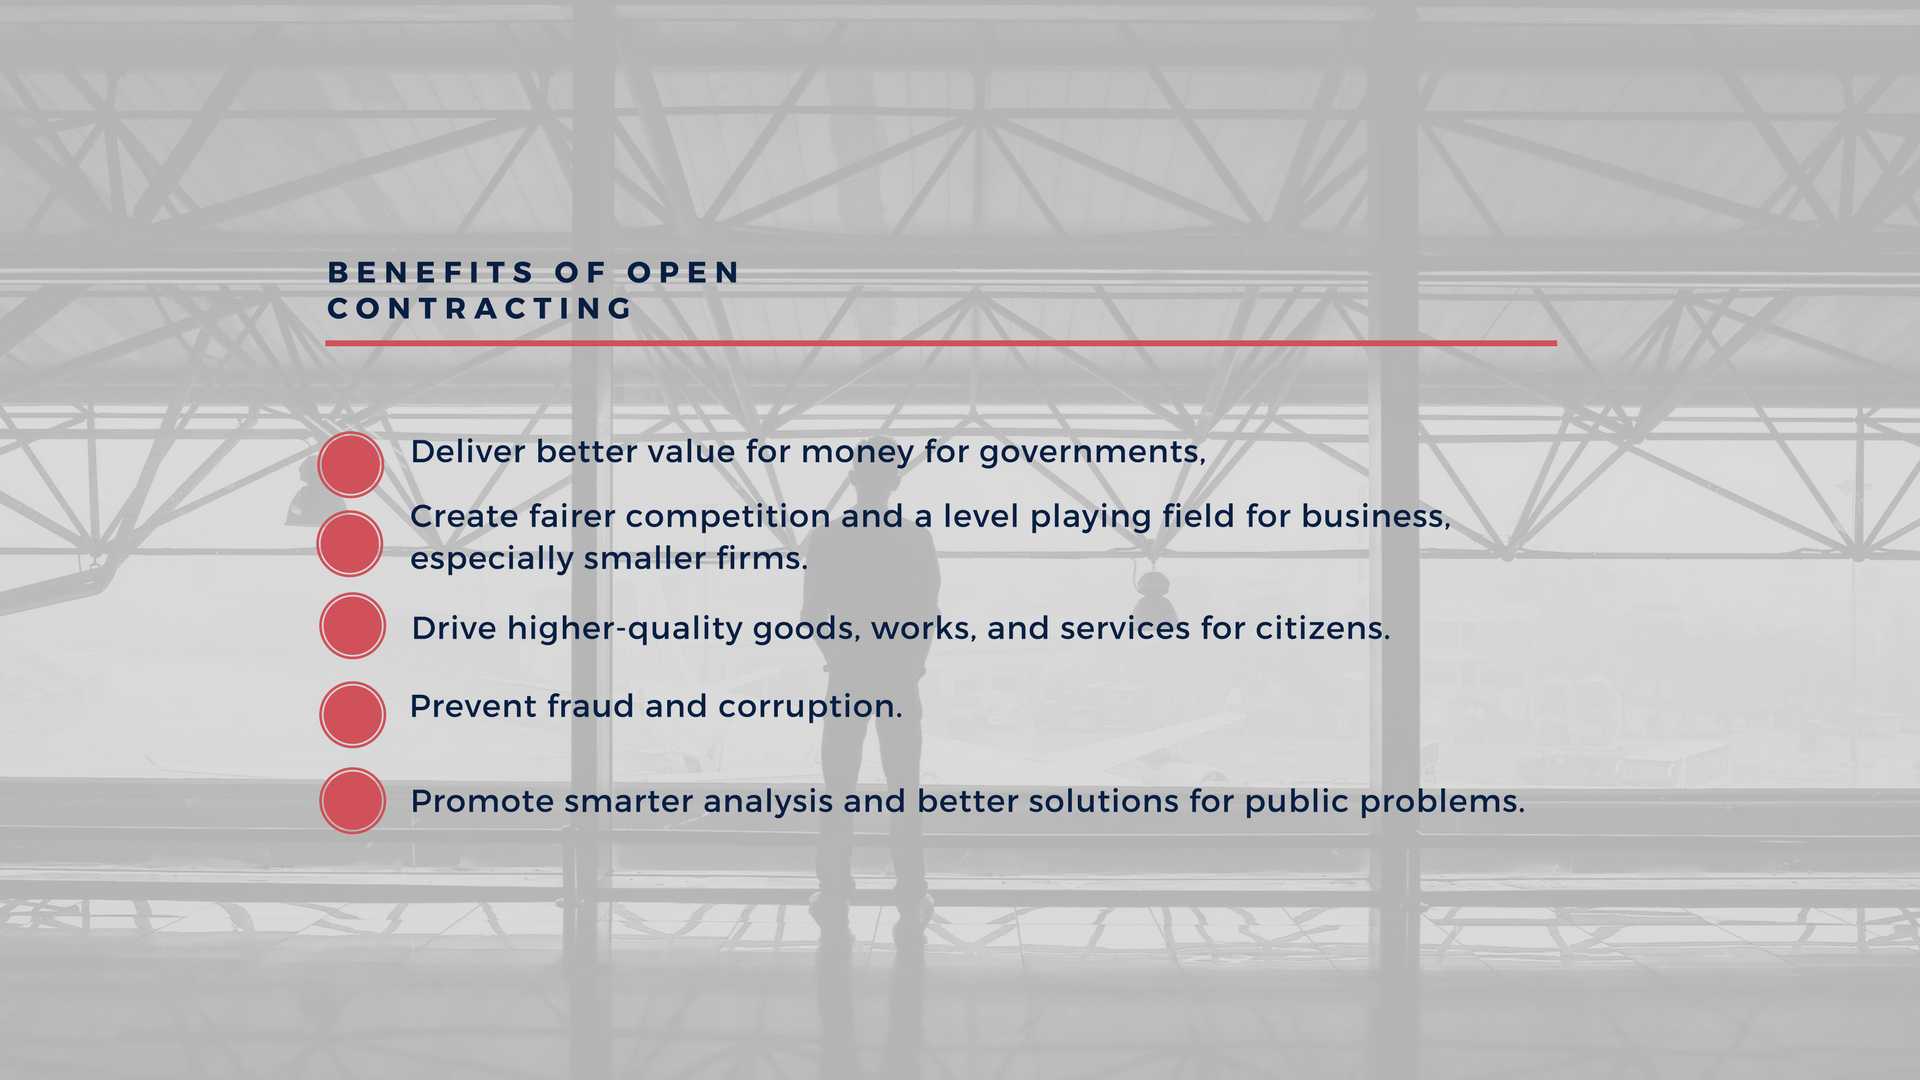 BENEFITS OF OPEN
CONTRACTING
Deliver better value for money for governments,
Create fairer competition and a level playing field for business,
especially smaller firms.
Drive higher-quality goods, works, and services for citizens.
Prevent fraud and corruption.
Promote smarter analysis and better solutions for public problems.